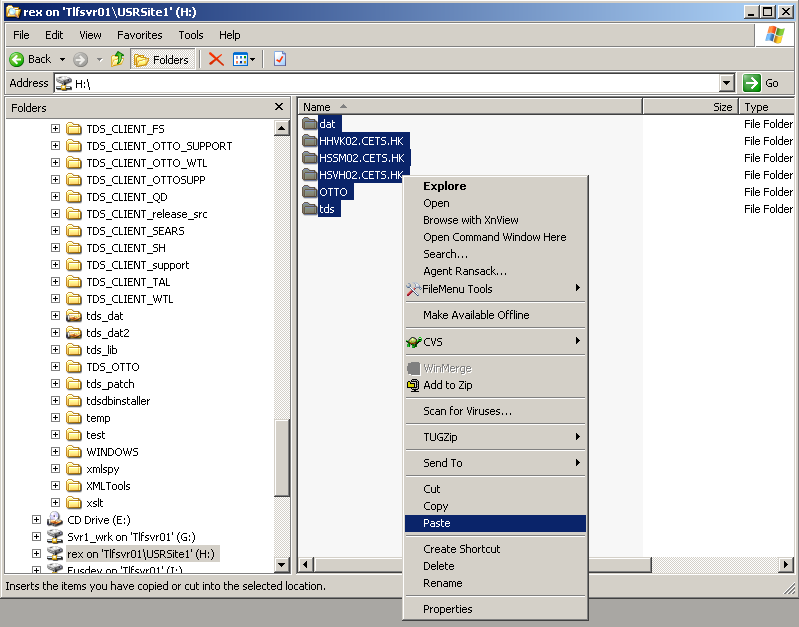 rex on 'Tlfsvr01\USRSite1' (H:)
File Edit View Favorites Tools Help
Back Folders
Address H:\ Go
Folders
TDS_CLIENT_FS
TDS_CLIENT_OTTO_SUPPORT
TDS_CLIENT_OTTO_WTL
TDS_CLIENT_OTTOSUPP
TDS_CLIENT_QD
TDS_CLIENT_release_src
TDS_CLIENT_SEARS
TDS_CLIENT_SH
TDS_CLIENT_support
TDS_CLIENT_TAL
TDS_CLIENT_WTL
tds_dat
tds_dat2
tds_lib
TDS_OTTO
tds_patch
tdsdbinstaller
temp
test
WINDOWS
xmlspy
XMLTools
xslt
CD Drive (E:)
Svr1_wrk on 'Tlfsvr01' (G:)
rex on 'Tlfsvr01\USRSite1' (H:)
Fusdev on 'Tlfsvr01' (I:)
Name Size Type
dat File Folder
HHVK02.CETS.HK File Folder
HSSM02.CETS.HK File Folder
HSVH02.CETS.HK File Folder
OTTO File Folder
tds File Folder
Explore
Open
Browse with XnView
Open Command Window Here
Search...
Agent Ransack...
FileMenu Tools
Make Available Offline
CVS
WinMerge
Add to Zip
Scan for Viruses...
TUGZip
Send To
Cut
Copy
Paste
Create Shortcut
Delete
Rename
Properties
Inserts the items you have copied or cut into the selected location.